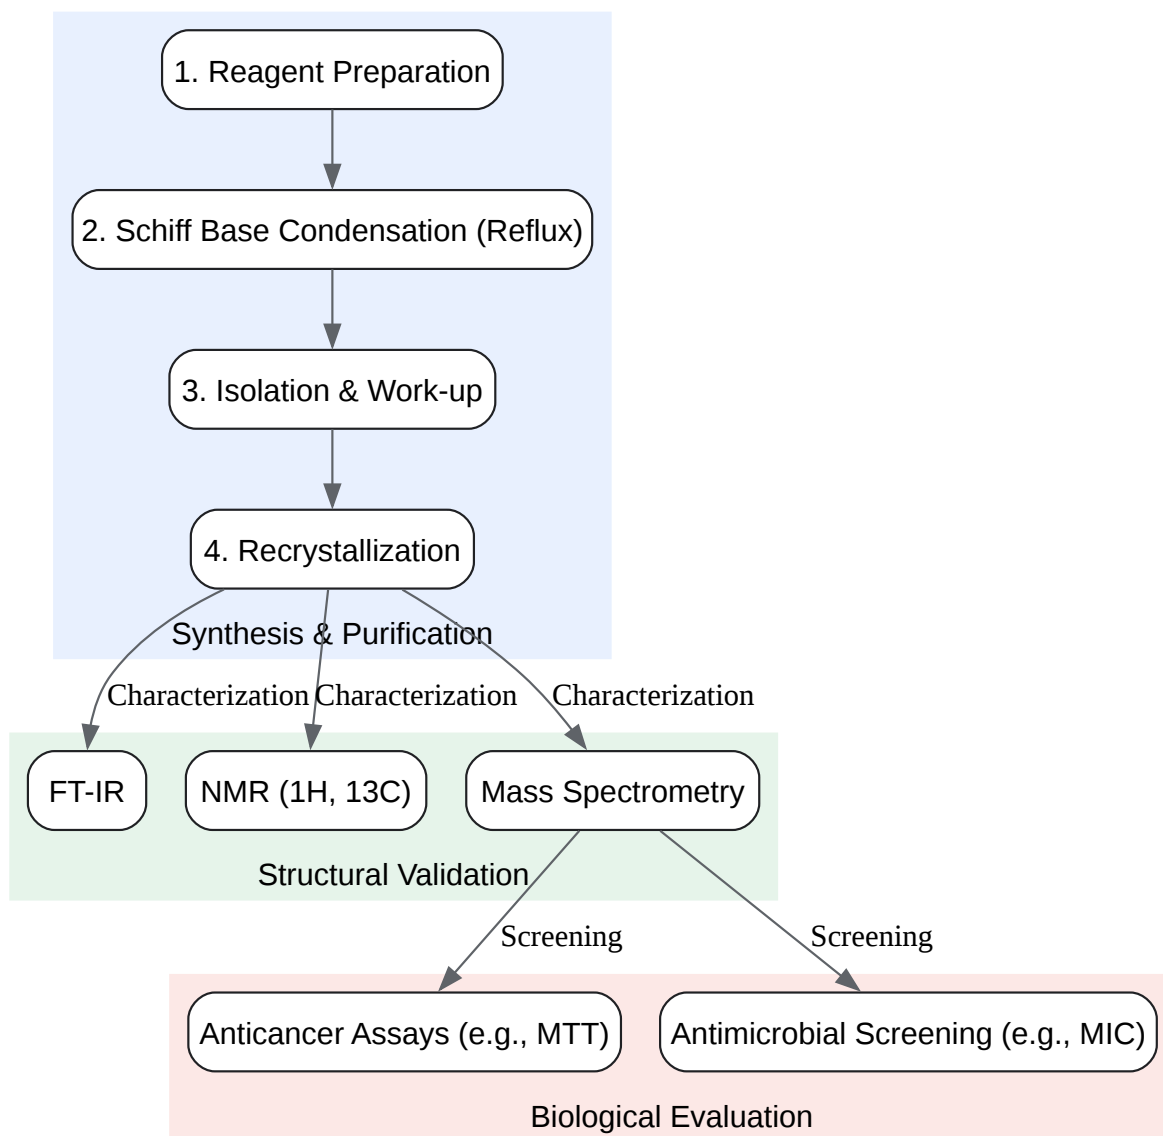 1. Reagent Preparation
2. Schiff Base Condensation (Reflux)
3. Isolation & Work-up
4. Recrystallization
Synthesis & Purification
Characterization
Characterization
Characterization
FT-IR
NMR (1H, 13C)
Mass Spectrometry
Structural Validation
Screening
Screening
Anticancer Assays (e.g., MTT)
Antimicrobial Screening (e.g., MIC)
Biological Evaluation